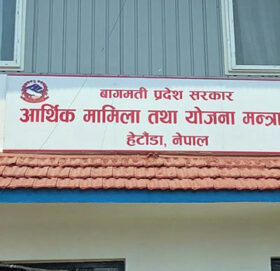 बागमती प्रदेश सरकार
आर्थिक मामिला तथा योजना मन्त्रा
हेटौंडा, नेपाल